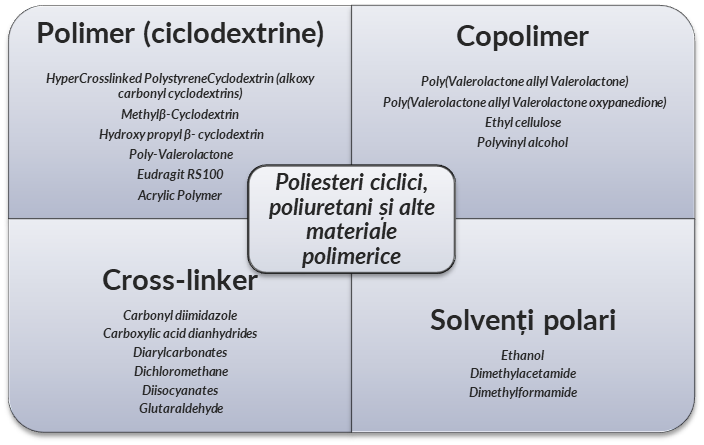 Polimer (ciclodextrine)
HyperCrosslinked PolystyreneCyclodextrin (alkoxy
carbonyl cyclodextrins)
Methylβ-Cyclodextrin
Hydroxy propyl β- cyclodextrin
Poly-Valerolactone
Eudragit RS100
Acrylic Polymer
Copolimer
Poly(Valerolactone allyl Valerolactone)
Poly(Valerolactone allyl Valerolactone oxypanedione)
Ethyl cellulose
Polyvinyl alcohol
Poliesteri ciclici,
poliuretani și alte
materiale
polimerice
Cross-linker
Carbonyl diimidazole
Carboxylic acid dianhydrides
Diarylcarbonates
Dichloromethane
Diisocyanates
Glutaraldehyde
Solvenți polari
Ethanol
Dimethylacetamide
Dimethylformamide